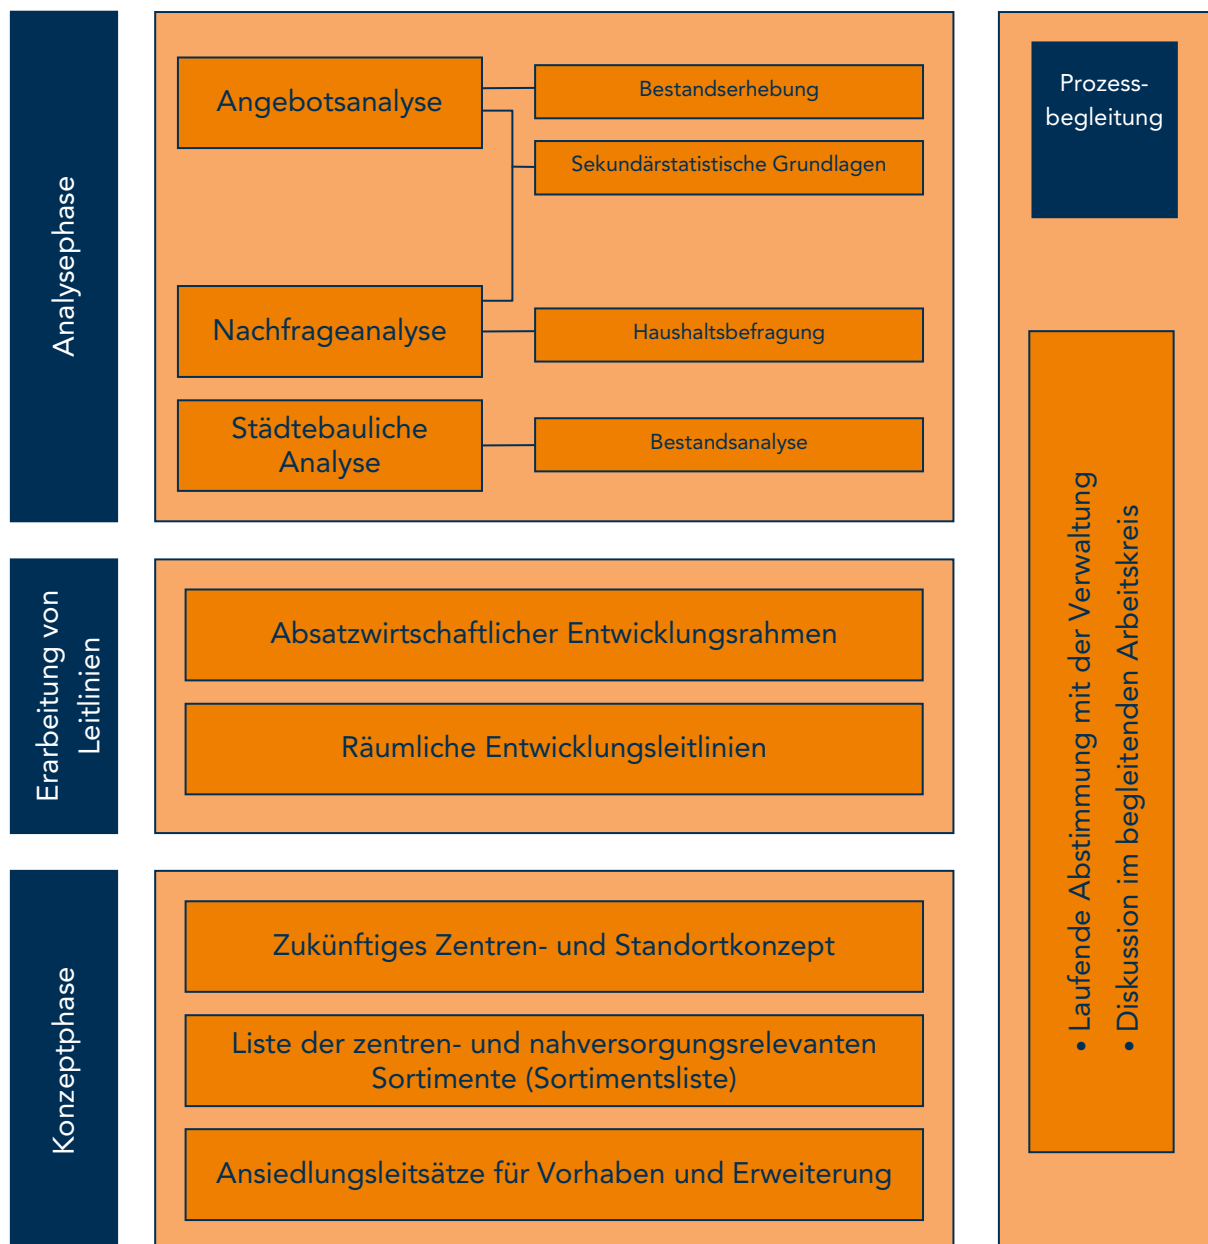 Analysephase
Angebotsanalyse
Bestandserhebung
Sekundärstatistische Grundlagen
Nachfrageanalyse
Haushaltsbefragung
Städtebauliche
Analyse
Bestandsanalyse
Erarbeitung von
Leitlinien
Absatzwirtschaftlicher Entwicklungsrahmen
Räumliche Entwicklungsleitlinien
Konzeptphase
Zukünftiges Zentren- und Standortkonzept
Liste der zentren- und nahversorgungsrelevanten
Sortimente (Sortimentsliste)
Ansiedlungsleitsätze für Vorhaben und Erweiterung
Prozess-
begleitung
• Laufende Abstimmung mit der Verwaltung
• Diskussion im begleitenden Arbeitskreis